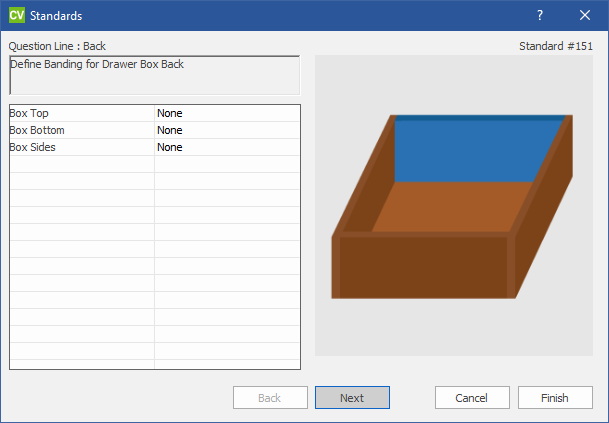 CV Standards ?
Question Line : Back Standard #151
Define Banding for Drawer Box Back
Box Top None
Box Bottom None
Box Sides None
Back Next Cancel Finish